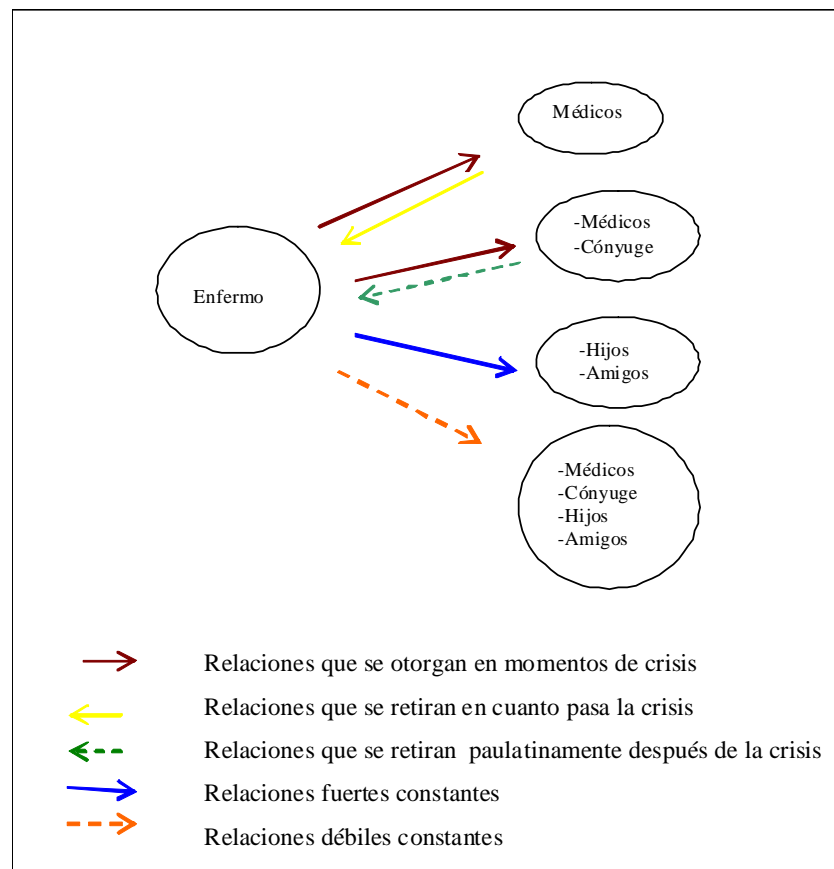 Médicos
-Médicos
-Cónyuge
Enfermo
-Hijos
-Amigos
-Médicos
-Cónyuge
-Hijos
-Amigos
Relaciones que se otorgan en momentos de crisis
Relaciones que se retiran en cuanto pasa la crisis
Relaciones que se retiran paulatinamente después de la crisis
Relaciones fuertes constantes
Relaciones débiles constantes